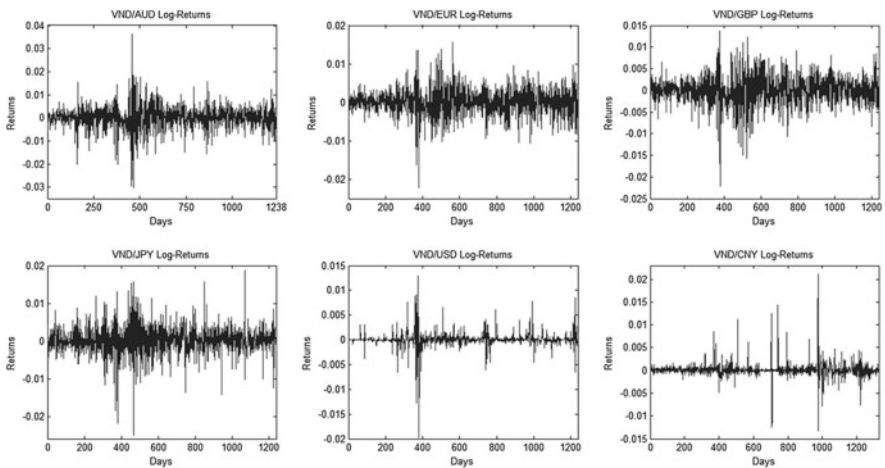 VND/AUD Log-Returns
0.04
0.03
0.02
0.01
0
-0.01
-0.02
-0.03
0 250 500 750 1000 1238
Returns
Days
VND/EUR Log-Returns
0.02
0.01
0
-0.01
-0.02
0 200 400 600 800 1000 1200
Returns
Days
VND/GBP Log-Returns
0.015
0.01
0.005
0
-0.005
-0.01
-0.015
-0.02
-0.025
0 200 400 600 800 1000 1200
Returns
Days
VND/JPY Log-Returns
0.02
0.01
0
-0.01
-0.02
0 200 400 600 800 1000 1200
Returns
Days
VND/USD Log-Returns
0.015
0.01
0.005
0
-0.005
-0.01
-0.015
-0.02
0 200 400 600 800 1000 1200
Returns
Days
VND/CNY Log-Returns
0.02
0.015
0.01
0.005
0
-0.005
-0.01
-0.015
0 200 400 600 800 1000 1200
Returns
Days